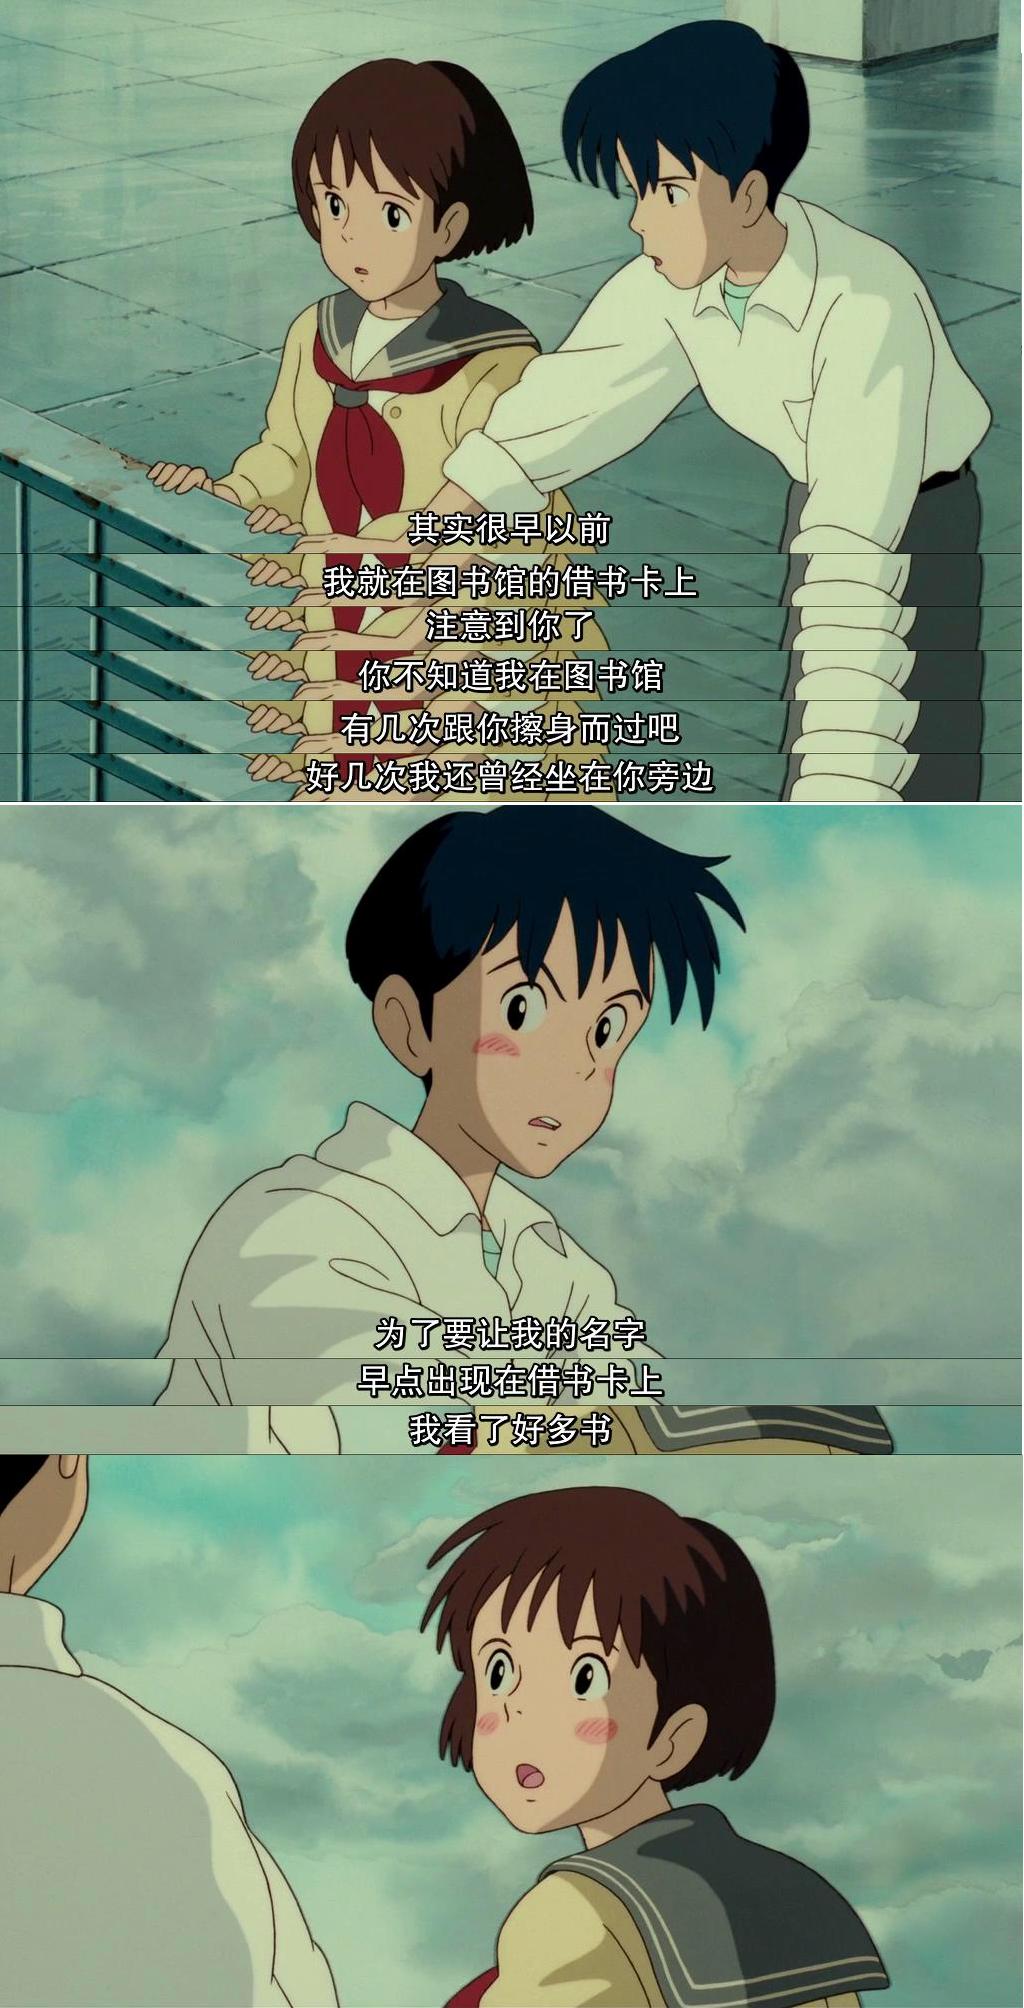 其实很早以前
我就在图书馆的借书卡上
注意到你了
你不知道我在图书馆
有几次跟你擦身而过吧
好几次我还曾经坐在你旁边
为了要让我的名字
早点出现在借书卡上
我看了好多书